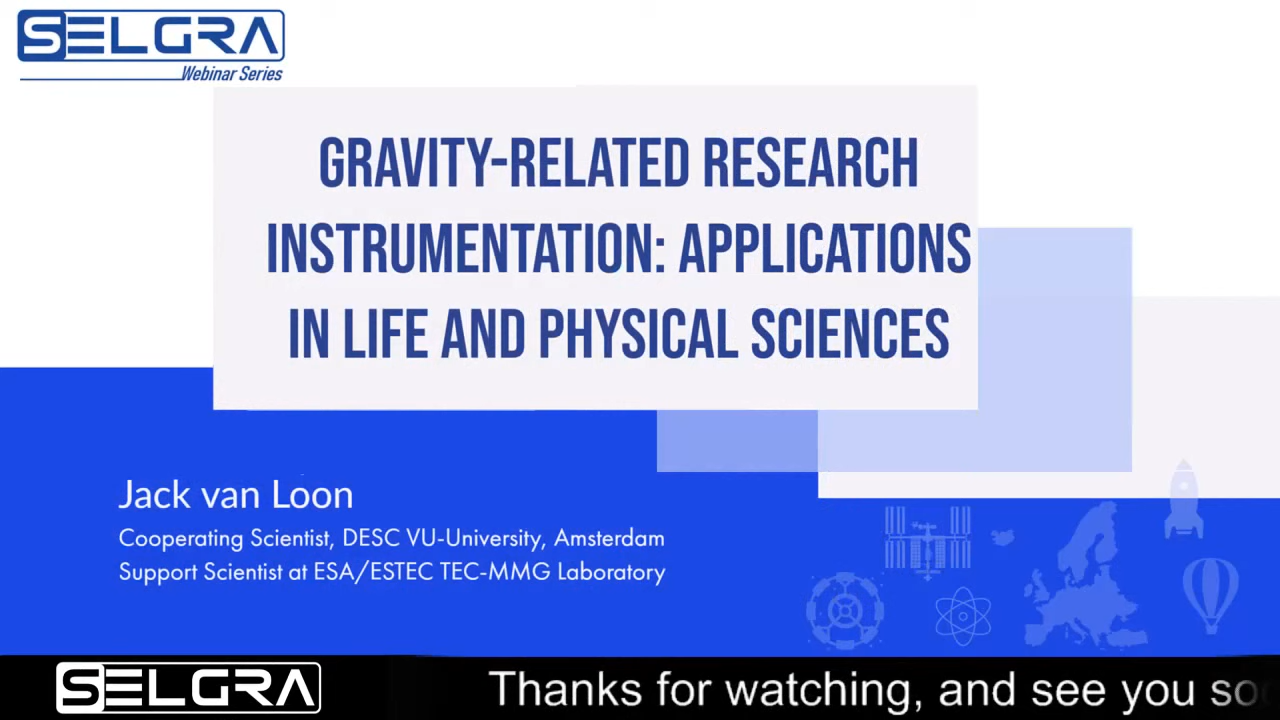 SELGRA
Webinar Series
GRAVITY-RELATED RESEARCH
INSTRUMENTATION: APPLICATIONS
IN LIFE AND PHYSICAL SCIENCES
Jack van Loon
Cooperating Scientist, DESC VU-University, Amsterdam
Support Scientist at ESA/ESTEC TEC-MMG Laboratory
SELGRA
Thanks for watching, and see you